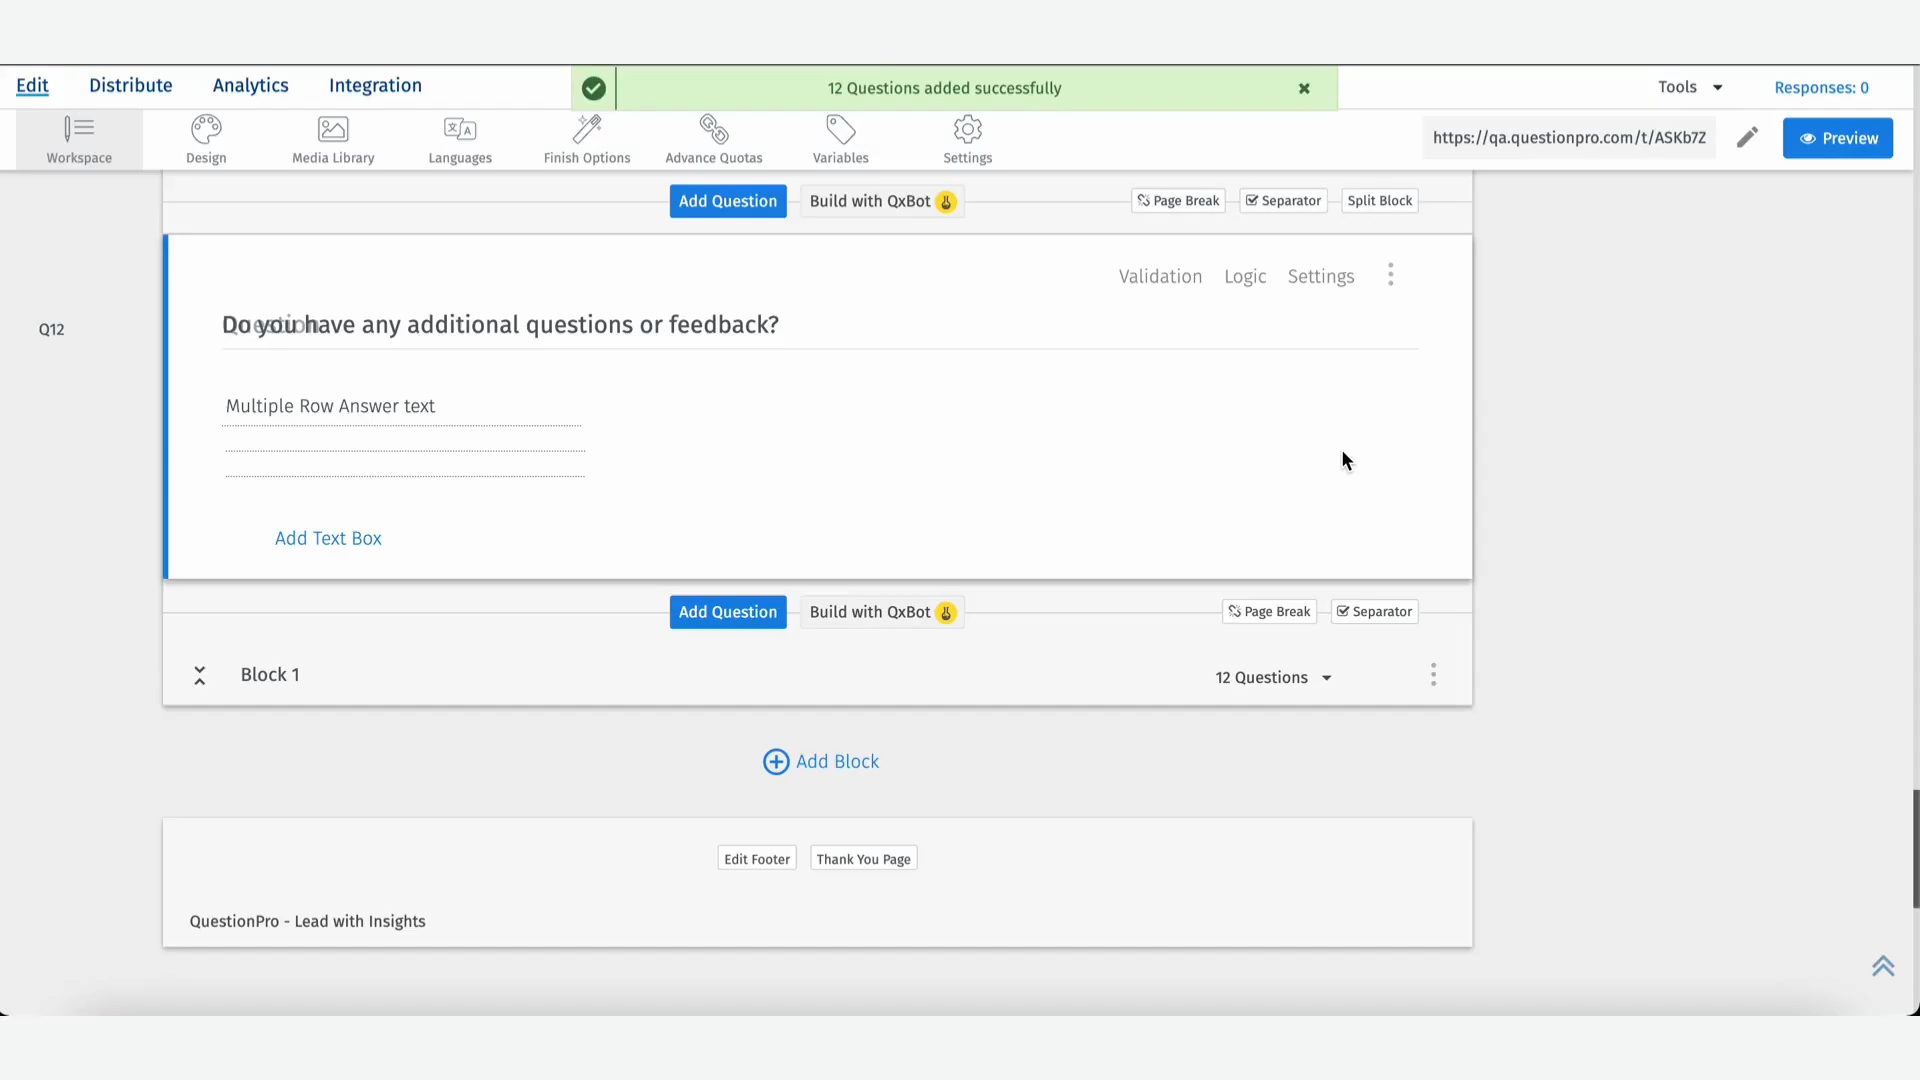 Edit Distribute Analytics Integration 12 Questions added successfully Tools Responses: 0
Workspace Design Media Library Languages Finish Options Advance Quotas Variables Settings https://qa.questionpro.com/t/ASKb7Z Preview
Add Question Build with QxBot Page Break Separator Split Block
Validation Logic Settings
Q12 Do you have any additional questions or feedback?
Question
Multiple Row Answer text
Add Text Box
Add Question Build with QxBot Page Break Separator
Block 1 12 Questions
Add Block
Edit Footer Thank You Page
QuestionPro - Lead with Insights